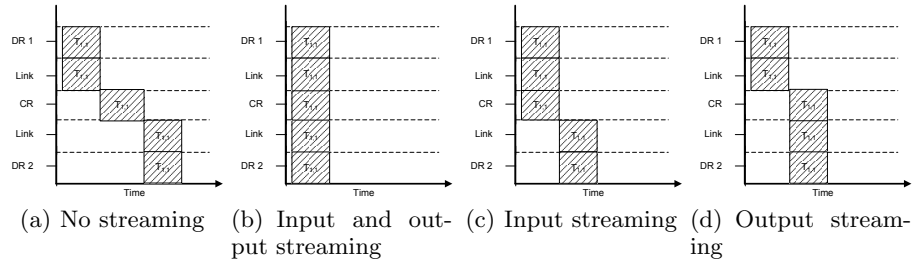 DR 1
Link
CR
Link
DR 2
T1,1
T1,1
T1,1
T1,1
T1,1
Time
(a) No streaming
DR 1
Link
CR
Link
DR 2
T1,1
T1,1
T1,1
T1,1
T1,1
Time
(b) Input and out-
put streaming
DR 1
Link
CR
Link
DR 2
T1,1
T1,1
T1,1
T1,1
T1,1
Time
(c) Input streaming
DR 1
Link
CR
Link
DR 2
T1,1
T1,1
T1,1
T1,1
T1,1
Time
(d) Output stream-
ing